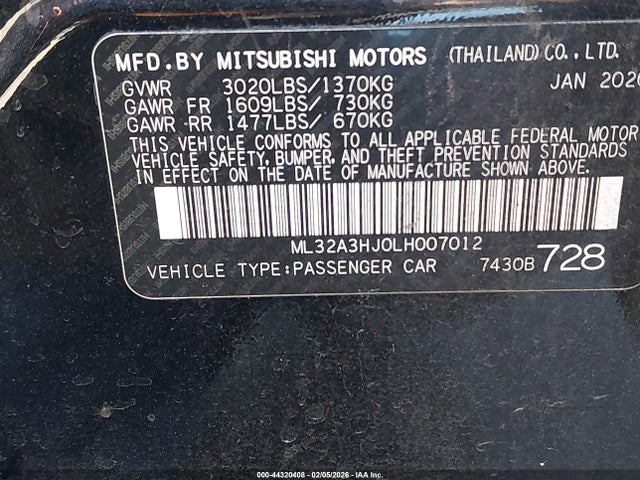 MFD.BY MITSUBISHI MOTORS (THAILAND)CO.,LTD.
GVWR 3020LBS/1370KG JAN 2020
GAWR FR 1609LBS/ 730KG
GAWR RR 1477LBS/ 670KG
THIS VEHICLE CONFORMS TO ALL APPLICABLE FEDERAL MOTOR
VEHICLE SAFETY, BUMPER, AND THEFT PREVENTION STANDARDS
IN EFFECT ON THE DATE OF MANUFACTURE SHOWN ABOVE.
ML32A3HJ0LH007012
VEHICLE TYPE:PASSENGER CAR 7430B 728
000-44320408 - 02/05/2026 - IAA Inc.